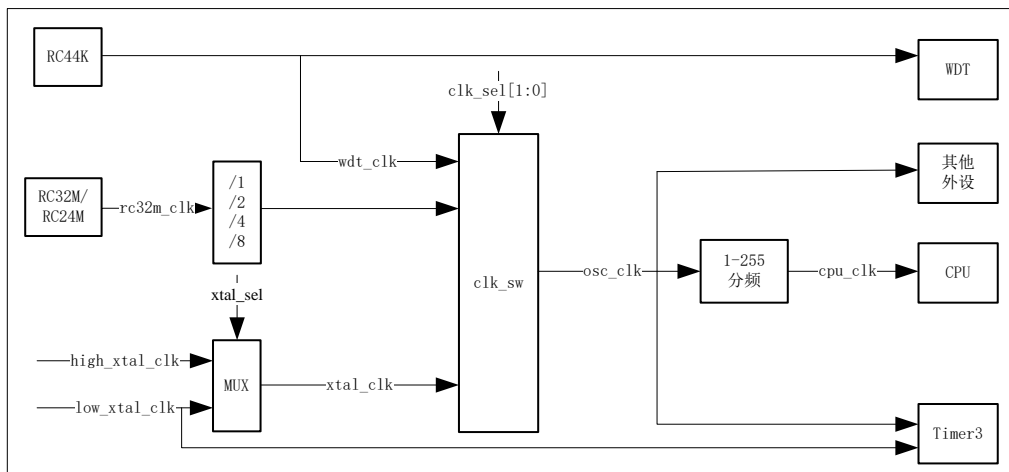 RC44K
WDT
clk_sel[1:0]
wdt_clk
其他
外设
RC32M/
RC24M
rc32m_clk
/1
/2
/4
/8
clk_sw
osc_clk
1-255
分频
cpu_clk
CPU
xtal_sel
high_xtal_clk
MUX
xtal_clk
low_xtal_clk
Timer3